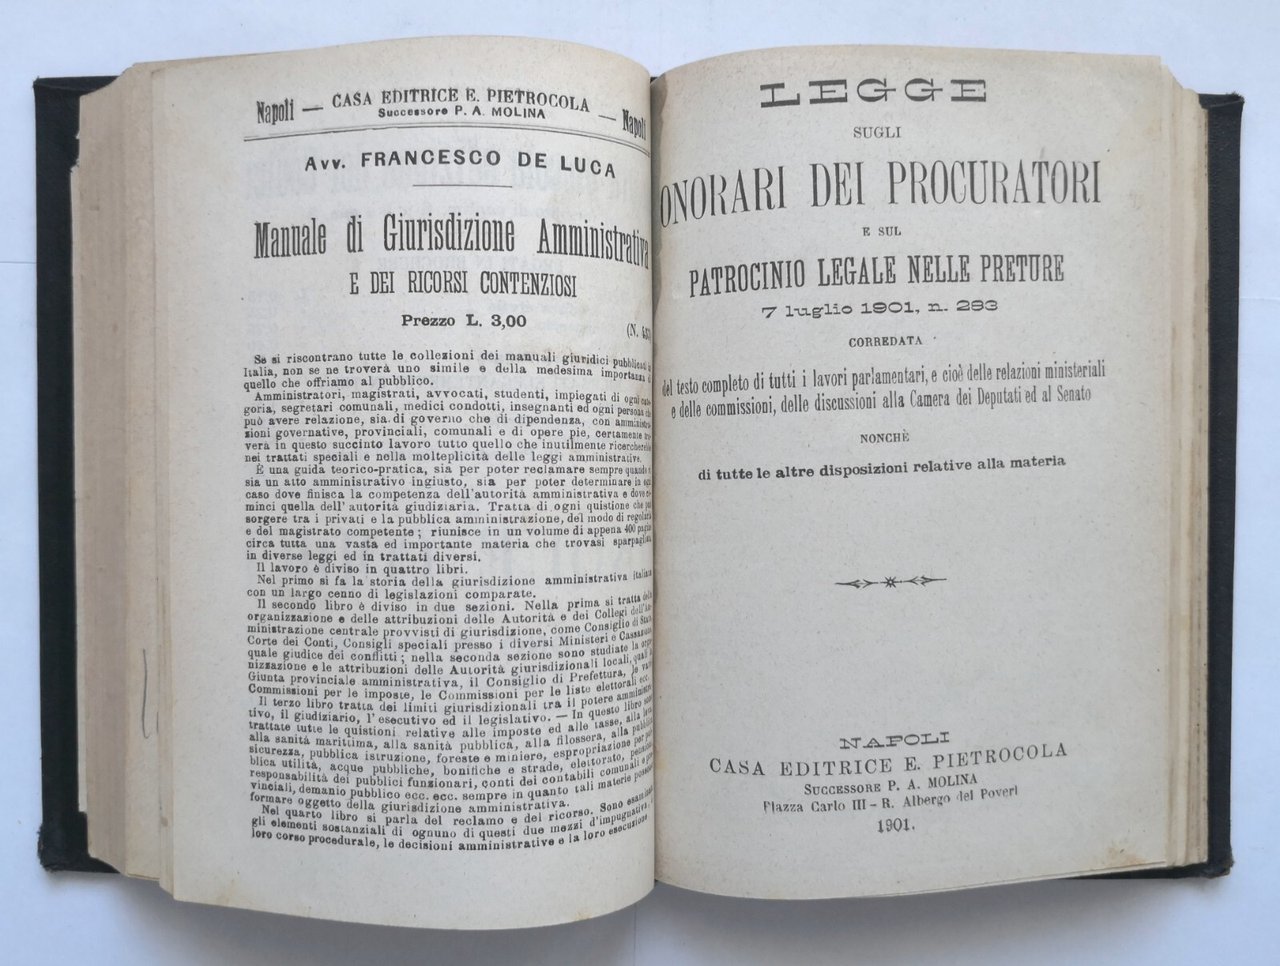 Napoli — CASA EDITRICE E. PIETROCOLA — Napoli
Successore P. A. MOLINA
Avv. FRANCESCO DE LUCA
Manuale di Giurisdizione Amministrativa
E DEI RICORSI CONTENZIOSI
Prezzo L. 3,00
(N.
Se si riscontrano tutte le collezioni dei manuali giuridici pubblicati in
Italia, non se ne troverà uno simile e della medesima importanza di
quello che offriamo al pubblico.
Amministratori, magistrati, avvocati, studenti, impiegati di ogni cate-
goria, segretari comunali, medici condotti, insegnanti ed ogni persona che
può avere relazione, sia di governo che di dipendenza, con amministra-
zioni governative, provinciali, comunali e di opere pie, certamente tro-
verà in questo succinto lavoro tutto quello che inutilmente ricercherebbe
nei trattati speciali e nella molteplicità delle leggi amministrative.
È una guida teorico-pratica, sia per poter reclamare sempre quando vi
sia un atto amministrativo ingiusto, sia per poter determinare in ogni
caso dove finisca la competenza dell'autorità amministrativa e dove co-
minci quella dell' autorità giudiziaria. Tratta di ogni quistione che può
sorgere tra i privati e la pubblica amministrazione, del modo di regolarla
e del magistrato competente ; riunisce in un volume di appena 400 pagine
circa tutta una vasta ed importante materia che trovasi sparpagliata
in diverse leggi ed in trattati diversi.
Il lavoro è diviso in quattro libri.
Nel primo si fa la storia della giurisdizione amministrativa italiana
con un largo cenno di legislazioni comparate.
Il secondo libro è diviso in due sezioni. Nella prima si tratta della
organizzazione e delle attribuzioni delle Autorità e dei Collegi dell'Am-
ministrazione centrale provvisti di giurisdizione, come Consiglio di Stato,
Corte dei Conti, Consigli speciali presso i diversi Ministeri e Cassazione
quale giudice dei conflitti ; nella seconda sezione sono studiate la orga-
nizzazione e le attribuzioni delle Autorità giurisdizionali locali, quali la
Giunta provinciale amministrativa, il Consiglio di Prefettura, le varie
Commissioni per le imposte, le Commissioni per le liste elettorali ecc.
Il terzo libro tratta dei limiti giurisdizionali tra il potere amministra-
tivo, il giudiziario, l' esecutivo ed il legislativo. — In questo libro sono
trattate tutte le quistioni relative alle imposte ed alle tasse, alla leva,
alla sanità marittima, alla sanità pubblica, alla filossera, alla pubblica
sicurezza, pubblica istruzione, foreste e miniere, espropriazione per pub-
blica utilità, acque pubbliche, bonifiche e strade, elettorato, pensioni,
responsabilità dei pubblici funzionari, conti dei contabili comunali e pro-
vinciali, demanio pubblico ecc. ecc. sempre in quanto tali materie possono
formare oggetto della giurisdizione amministrativa.
Nel quarto libro si parla del reclamo e del ricorso. Sono esaminati
gli elementi sostanziali di ognuno di questi due mezzi d'impugnativa, il
loro corso procedurale, le decisioni amministrative e la loro esecuzione
LEGGE
SUGLI
ONORARI DEI PROCURATORI
E SUL
PATROCINIO LEGALE NELLE PRETURE
7 luglio 1901, n. 283
CORREDATA
del testo completo di tutti i lavori parlamentari, e cioè delle relazioni ministeriali
e delle commissioni, delle discussioni alla Camera dei Deputati ed al Senato
NONCHÈ
di tutte le altre disposizioni relative alla materia
NAPOLI
CASA EDITRICE E. PIETROCOLA
SUCCESSORE P. A. MOLINA
Piazza Carlo III – R. Albergo dei Poveri
1901.